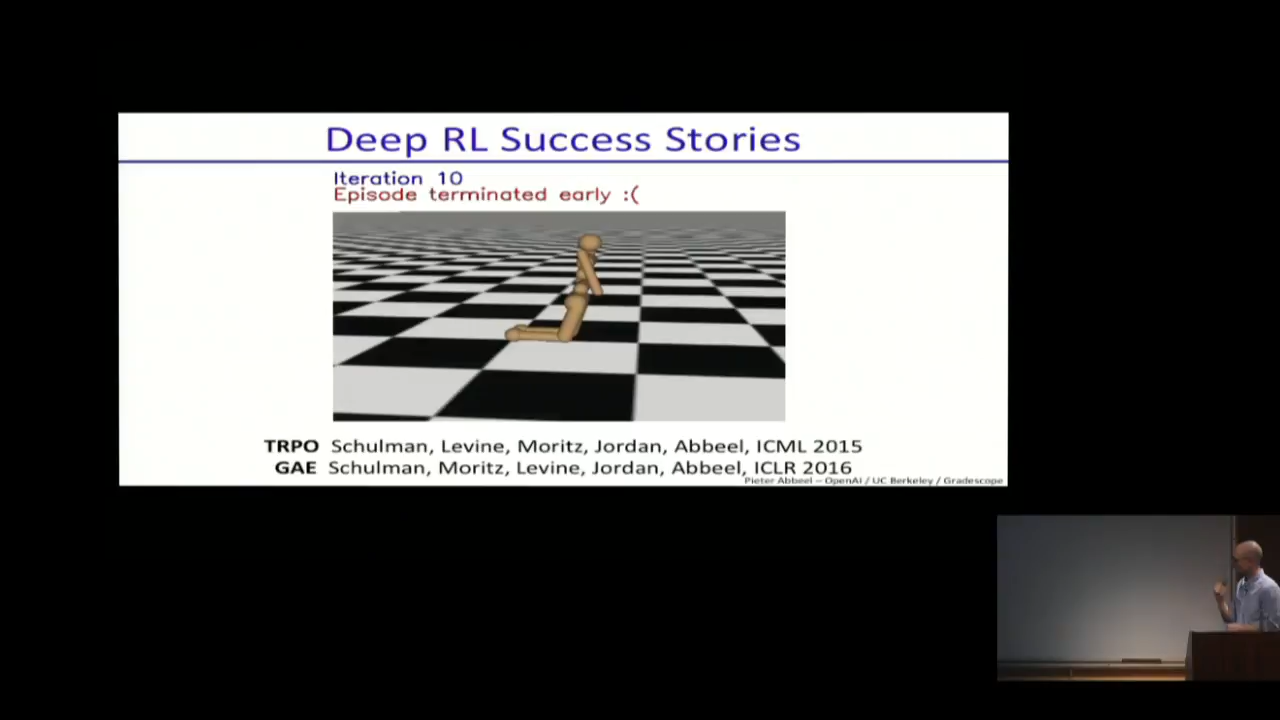 Deep RL Success Stories
Iteration 10
Episode terminated early :(
TRPO Schulman, Levine, Moritz, Jordan, Abbeel, ICML 2015
GAE Schulman, Moritz, Levine, Jordan, Abbeel, ICLR 2016
Pieter Abbeel – OpenAI / UC Berkeley / Gradescope